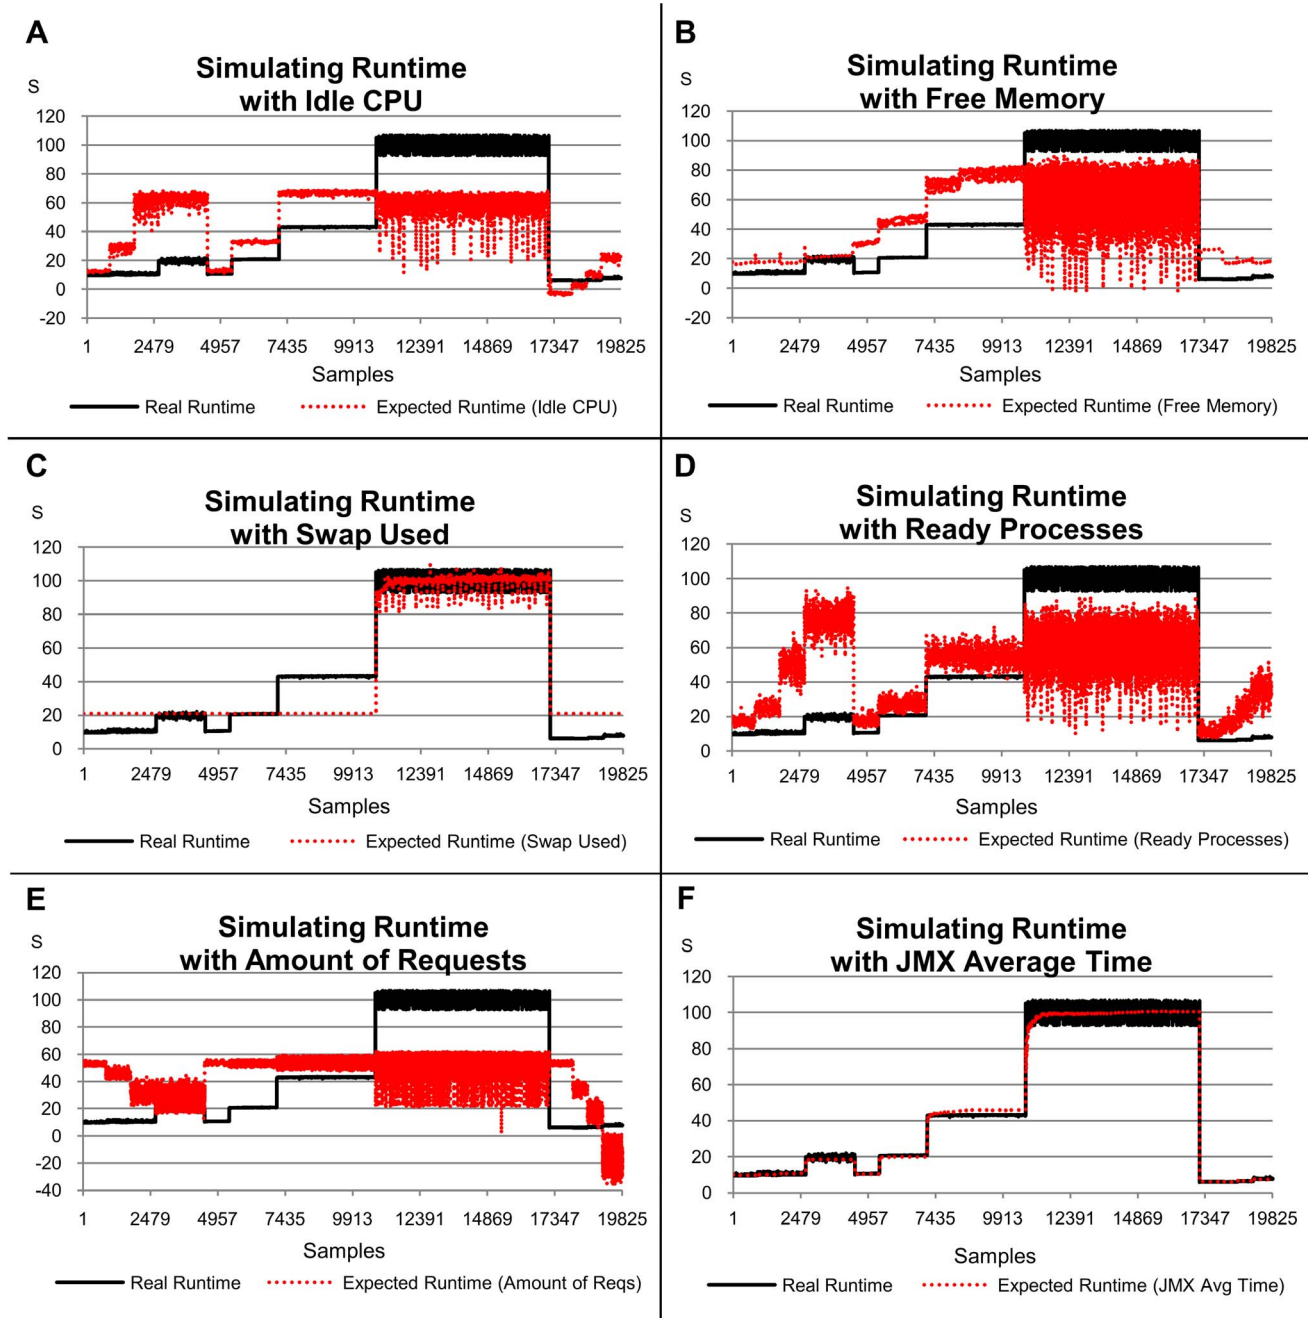 A
Simulating Runtime
with Idle CPU
S
120
100
80
60
40
20
0
-20
1 2479 4957 7435 9913 12391 14869 17347 19825
Samples
Real Runtime Expected Runtime (Idle CPU)
B
Simulating Runtime
with Free Memory
S
120
100
80
60
40
20
0
-20
1 2479 4957 7435 9913 12391 14869 17347 19825
Samples
Real Runtime Expected Runtime (Free Memory)
C
Simulating Runtime
with Swap Used
S
120
100
80
60
40
20
0
1 2479 4957 7435 9913 12391 14869 17347 19825
Samples
Real Runtime Expected Runtime (Swap Used)
D
Simulating Runtime
with Ready Processes
S
120
100
80
60
40
20
0
1 2479 4957 7435 9913 12391 14869 17347 19825
Samples
Real Runtime Expected Runtime (Ready Processes)
E
Simulating Runtime
with Amount of Requests
S
120
100
80
60
40
20
0
-20
-40
1 2479 4957 7435 9913 12391 14869 17347 19825
Samples
Real Runtime Expected Runtime (Amount of Reqs)
F
Simulating Runtime
with JMX Average Time
S
120
100
80
60
40
20
0
1 2479 4957 7435 9913 12391 14869 17347 19825
Samples
Real Runtime Expected Runtime (JMX Avg Time)